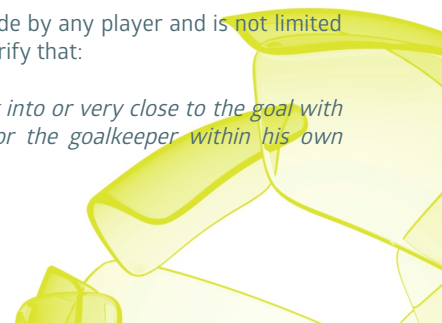 de by any player and is not limited
rify that:
into or very close to the goal with
or the goalkeeper within his own